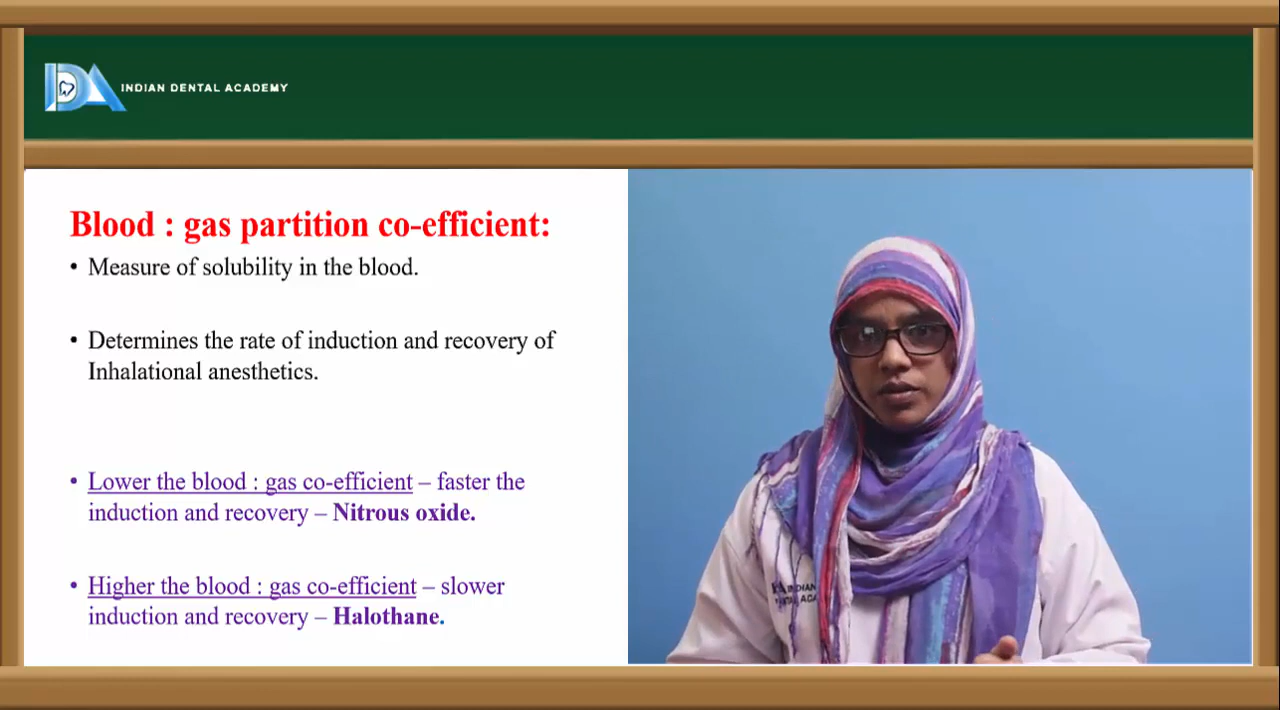 IDA INDIAN DENTAL ACADEMY
Blood : gas partition co-efficient:
• Measure of solubility in the blood.
• Determines the rate of induction and recovery of
Inhalational anesthetics.
• Lower the blood : gas co-efficient – faster the
induction and recovery – Nitrous oxide.
• Higher the blood : gas co-efficient – slower
induction and recovery – Halothane.
INDIAN